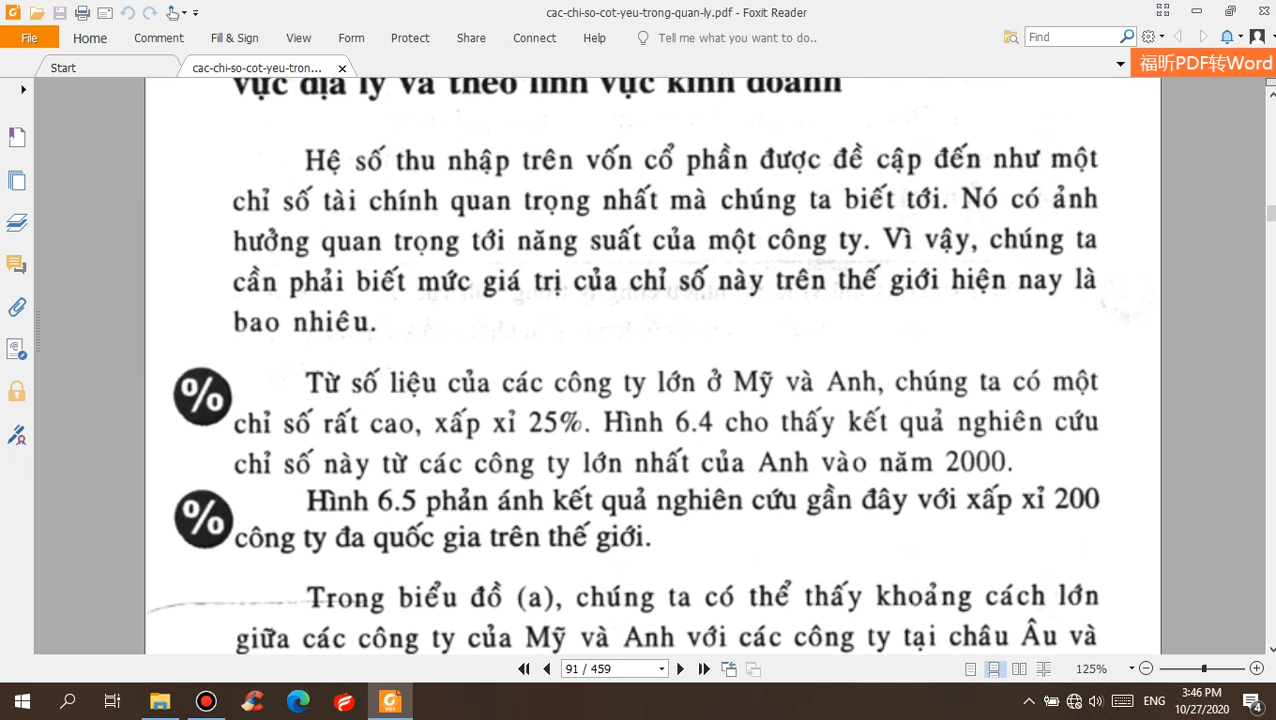 cac-chi-so-cot-yeu-trong-quan-ly.pdf - Foxit Reader
File Home Comment Fill & Sign View Form Protect Share Connect Help Tell me what you want to do.. Find
Start cac-chi-so-cot-yeu-tron... 福昕PDF转Word
vực địa lý và theo lĩnh vực kinh doanh
Hệ số thu nhập trên vốn cổ phần được đề cập đến như một
chỉ số tài chính quan trọng nhất mà chúng ta biết tới. Nó có ảnh
hưởng quan trọng tới năng suất của một công ty. Vì vậy, chúng ta
cần phải biết mức giá trị của chỉ số này trên thế giới hiện nay là
bao nhiêu.
% Từ số liệu của các công ty lớn ở Mỹ và Anh, chúng ta có một
chỉ số rất cao, xấp xỉ 25%. Hình 6.4 cho thấy kết quả nghiên cứu
chỉ số này từ các công ty lớn nhất của Anh vào năm 2000.
% Hình 6.5 phản ánh kết quả nghiên cứu gần đây với xấp xỉ 200
công ty đa quốc gia trên thế giới.
Trong biểu đồ (a), chúng ta có thể thấy khoảng cách lớn
giữa các công ty của Mỹ và Anh với các công ty tại châu Âu và
91 / 459 125%
ENG 3:46 PM
10/27/2020 4